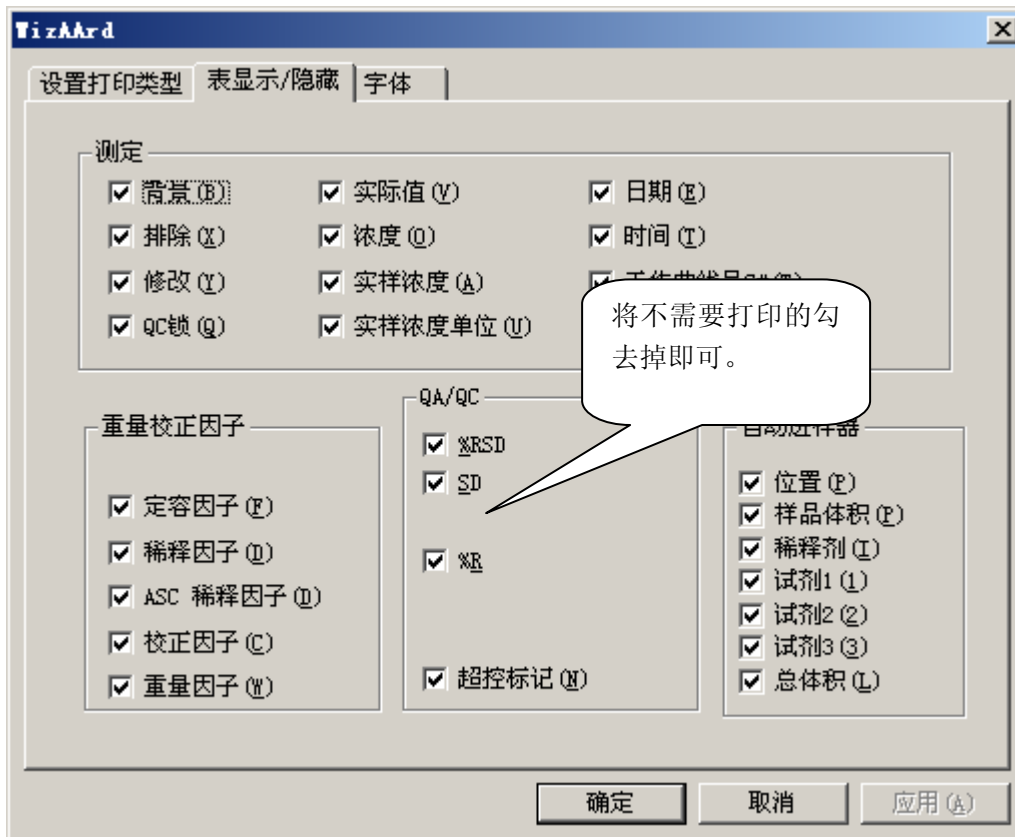 WizAArd
设置打印类型 表显示/隐藏 字体
测定
背景(B) 实际值(V) 日期(E)
排除(X) 浓度(O) 时间(T)
修改(Y) 实样浓度(A)
QC锁(Q) 实样浓度单位(U)
将不需要打印的勾
去掉即可。
重量校正因子
定容因子(F)
稀释因子(D)
ASC 稀释因子(D)
校正因子(C)
重量因子(W)
QA/QC
%RSD
SD
%R
超控标记(N)
自动进样器
位置(P)
样品体积(P)
稀释剂(I)
试剂1(1)
试剂2(2)
试剂3(3)
总体积(L)
确定 取消 应用(A)